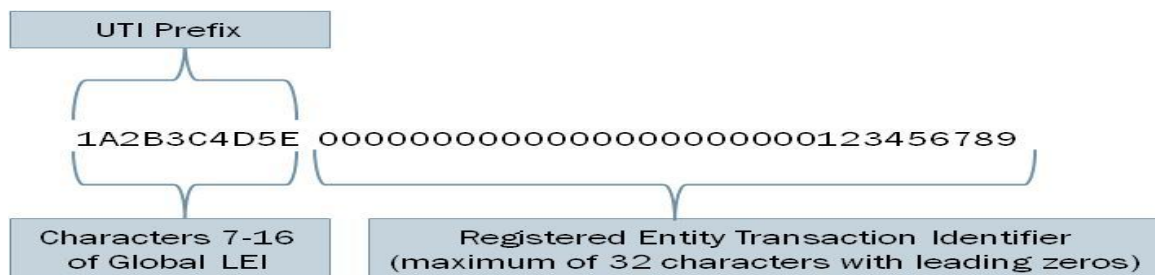 UTI Prefix
1A2B3C4D5E 00000000000000000000000123456789
Characters 7-16
of Global LEI
Registered Entity Transaction Identifier
(maximum of 32 characters with leading zeros)